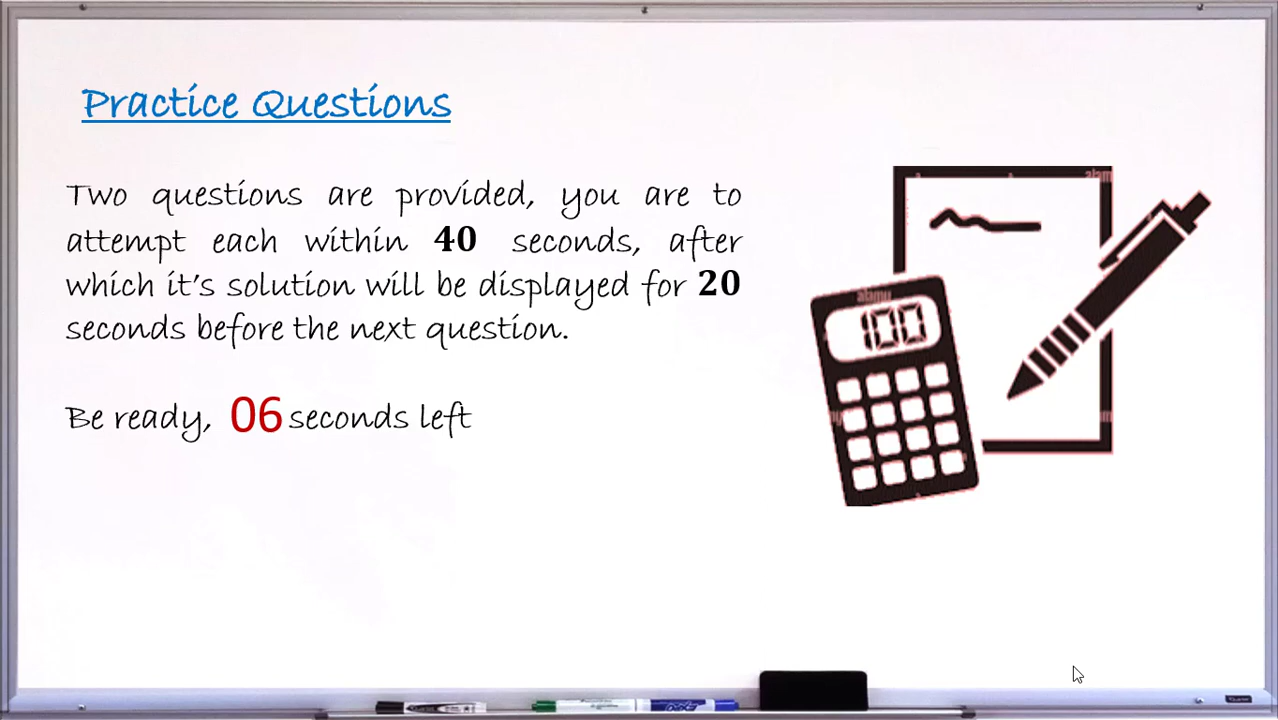 Practice Questions
Two questions are provided, you are to
attempt each within 40 seconds, after
which it's solution will be displayed for 20
seconds before the next question.
Be ready, 06 seconds left
alamy
100